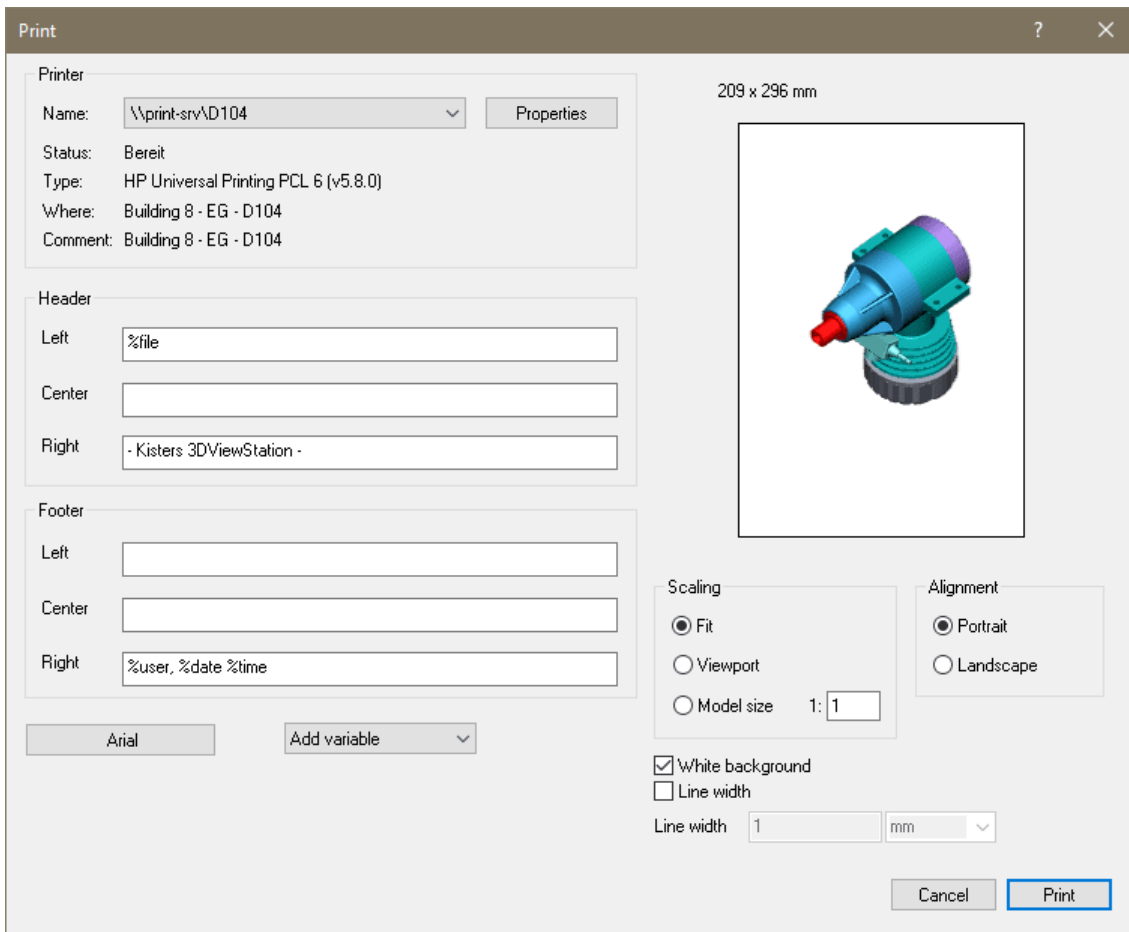 Print
Printer
Name: \\print-srv\D104 Properties
Status: Bereit
Type: HP Universal Printing PCL 6 (v5.8.0)
Where: Building 8 - EG - D104
Comment: Building 8 - EG - D104
Header
Left %file
Center
Right - Kisters 3DViewStation -
Footer
Left
Center
Right %user, %date %time
Arial Add variable
209 x 296 mm
Scaling
Fit
Viewport
Model size 1: 1
Alignment
Portrait
Landscape
White background
Line width
Line width 1 mm
Cancel Print